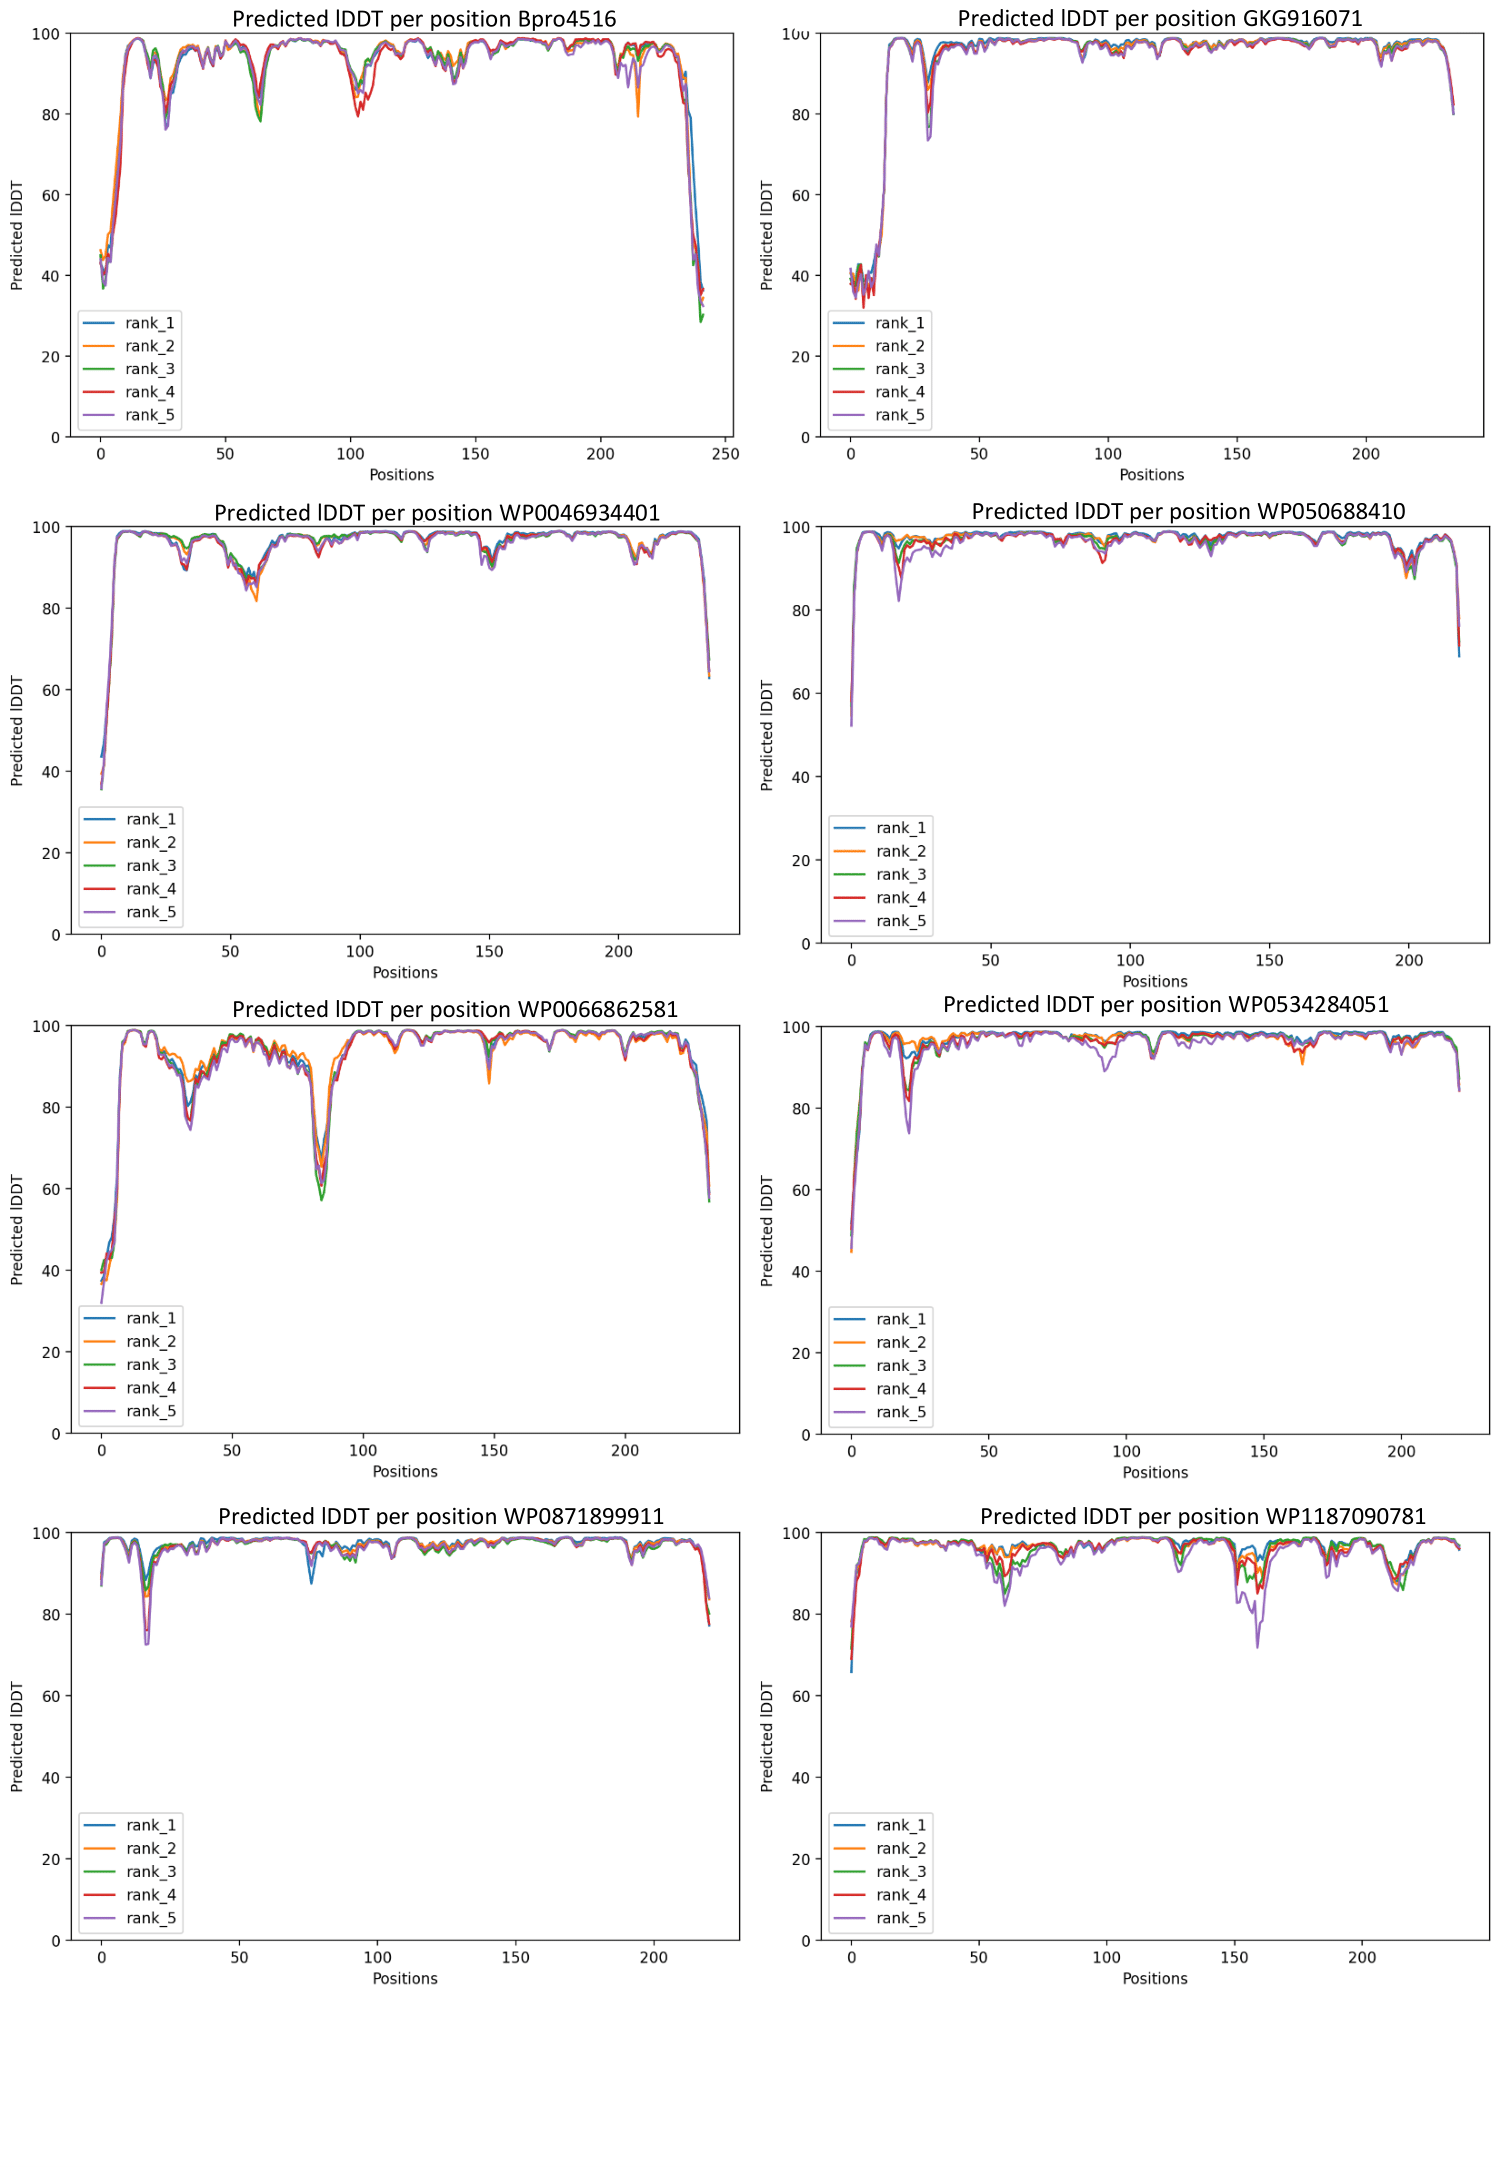 Predicted lDDT per position Bpro4516
100
80
60
40
20
0
Predicted lDDT
rank_1
rank_2
rank_3
rank_4
rank_5
0 50 100 150 200 250
Positions
Predicted lDDT per position GKG916071
100
80
60
40
20
0
Predicted lDDT
rank_1
rank_2
rank_3
rank_4
rank_5
0 50 100 150 200
Positions
Predicted lDDT per position WP0046934401
100
80
60
40
20
0
Predicted lDDT
rank_1
rank_2
rank_3
rank_4
rank_5
0 50 100 150 200
Positions
Predicted lDDT per position WP050688410
100
80
60
40
20
0
Predicted lDDT
rank_1
rank_2
rank_3
rank_4
rank_5
0 50 100 150 200
Positions
Predicted lDDT per position WP0066862581
100
80
60
40
20
0
Predicted lDDT
rank_1
rank_2
rank_3
rank_4
rank_5
0 50 100 150 200
Positions
Predicted lDDT per position WP0534284051
100
80
60
40
20
0
Predicted lDDT
rank_1
rank_2
rank_3
rank_4
rank_5
0 50 100 150 200
Positions
Predicted lDDT per position WP0871899911
100
80
60
40
20
0
Predicted lDDT
rank_1
rank_2
rank_3
rank_4
rank_5
0 50 100 150 200
Positions
Predicted lDDT per position WP1187090781
100
80
60
40
20
0
Predicted lDDT
rank_1
rank_2
rank_3
rank_4
rank_5
0 50 100 150 200
Positions